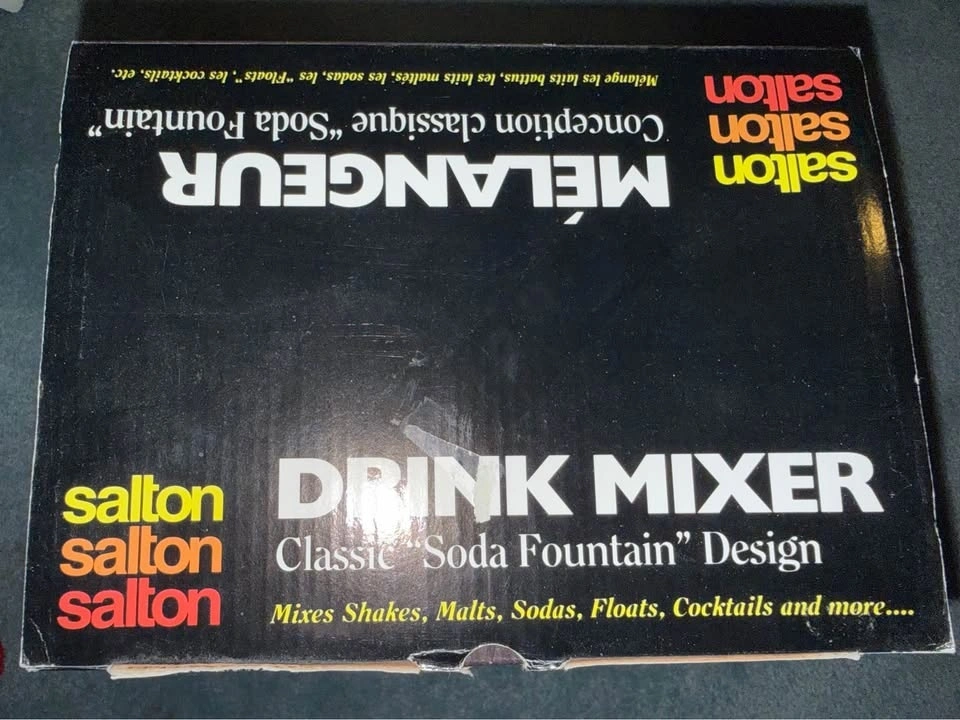 DRINK MIXER
Classic “Soda Fountain” Design
Mixes Shakes, Malts, Sodas, Floats, Cocktails and more....
salton
salton
salton
MÉLANGEUR
Conception classique “Soda Fountain”
Mélange les laits battus, les laits maltés, les sodas, les “Floats”, les cocktails, etc.
salton
salton
salton